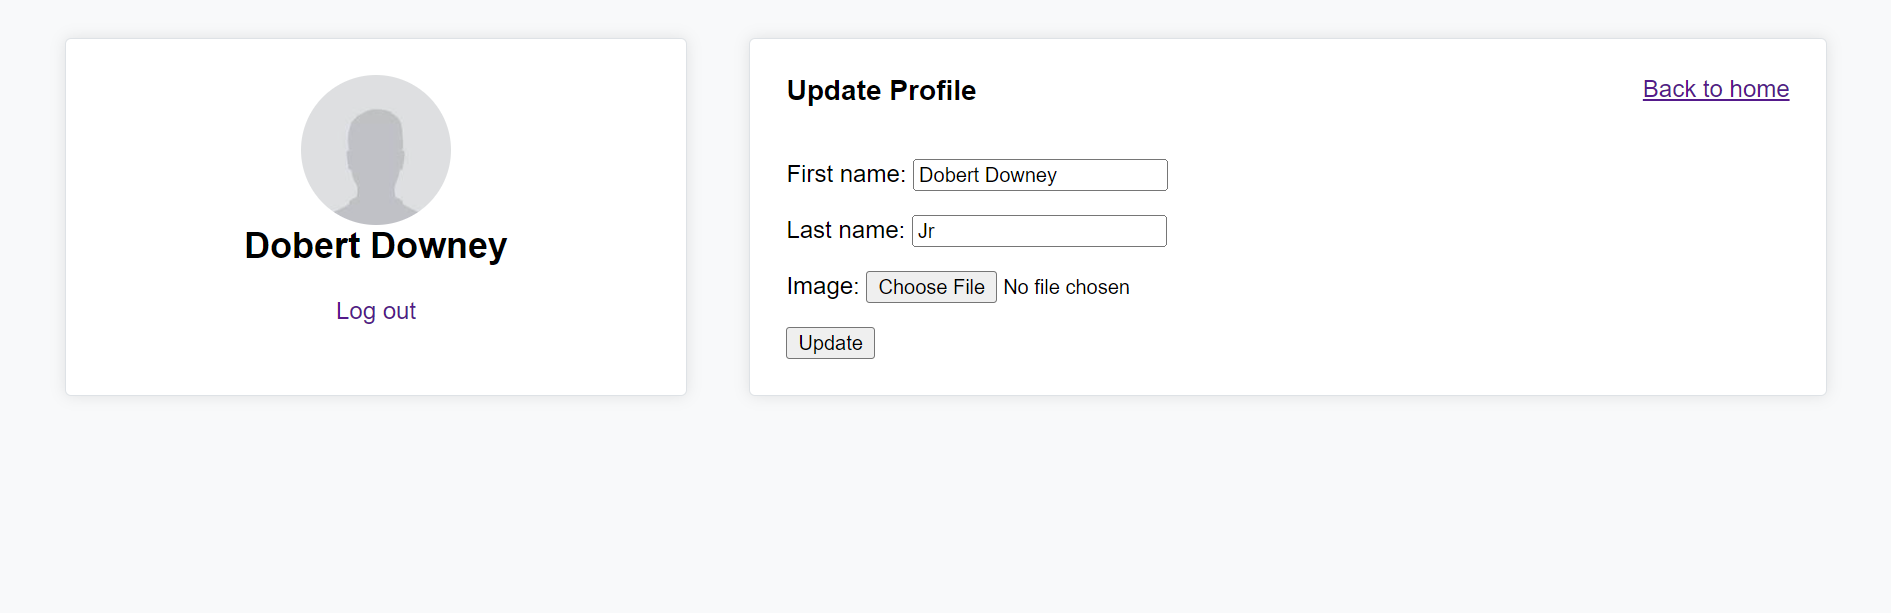 Dobert Downey
Log out
Update Profile
Back to home
First name: Dobert Downey
Last name: Jr
Image: Choose File No file chosen
Update